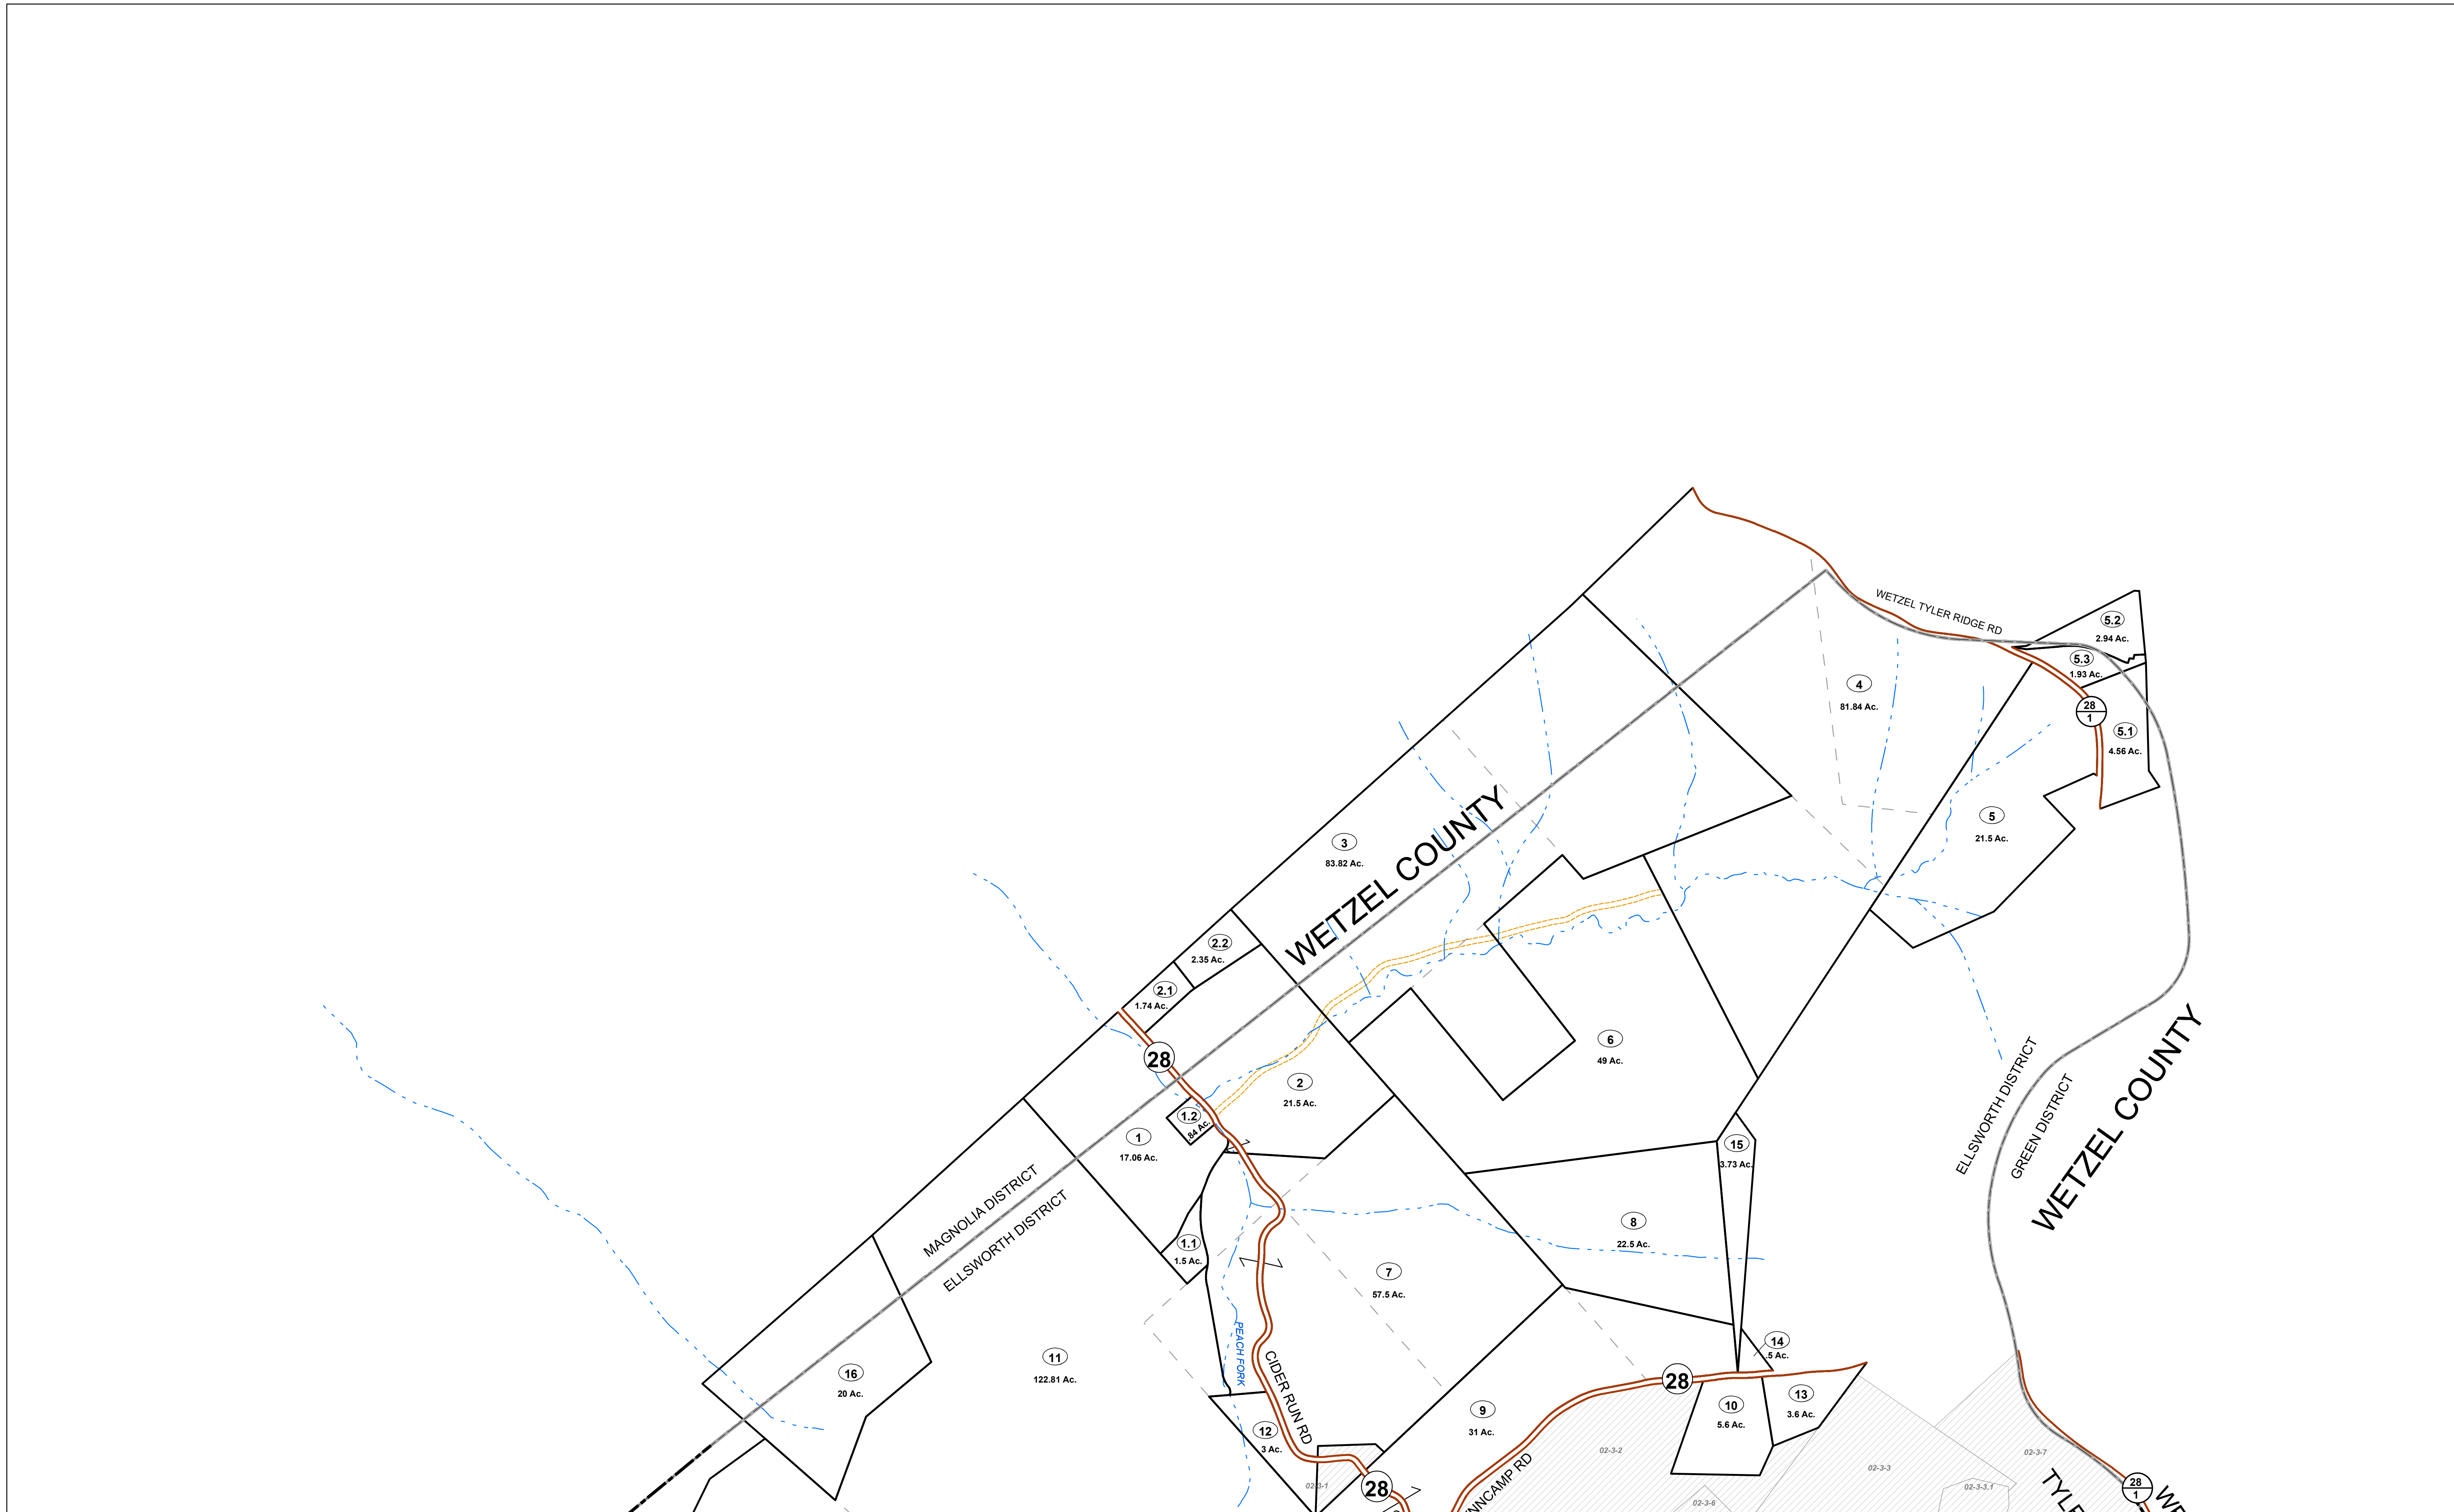 WETZEL TYLER RIDGE RD
5.2
2.94 Ac.
5.3
1.93 Ac.
4
81.84 Ac.
28
1
5.1
4.56 Ac.
5
21.5 Ac.
3
83.82 Ac.
WETZEL COUNTY
2.2
2.35 Ac.
2.1
1.74 Ac.
28
6
49 Ac.
2
21.5 Ac.
1.2
.84 Ac.
1
17.06 Ac.
15
3.73 Ac.
ELLSWORTH DISTRICT
GREEN DISTRICT
WETZEL COUNTY
MAGNOLIA DISTRICT
ELLSWORTH DISTRICT
1.1
1.5 Ac.
8
22.5 Ac.
7
57.5 Ac.
PEACH FORK
CIDER RUN RD
14
.5 Ac.
11
122.81 Ac.
16
20 Ac.
28
13
3.6 Ac.
10
5.6 Ac.
9
31 Ac.
12
3 Ac.
02-3-2
02-3-7
02-3-3
02-3-1
28
02-3-3.1
28
1
02-3-6